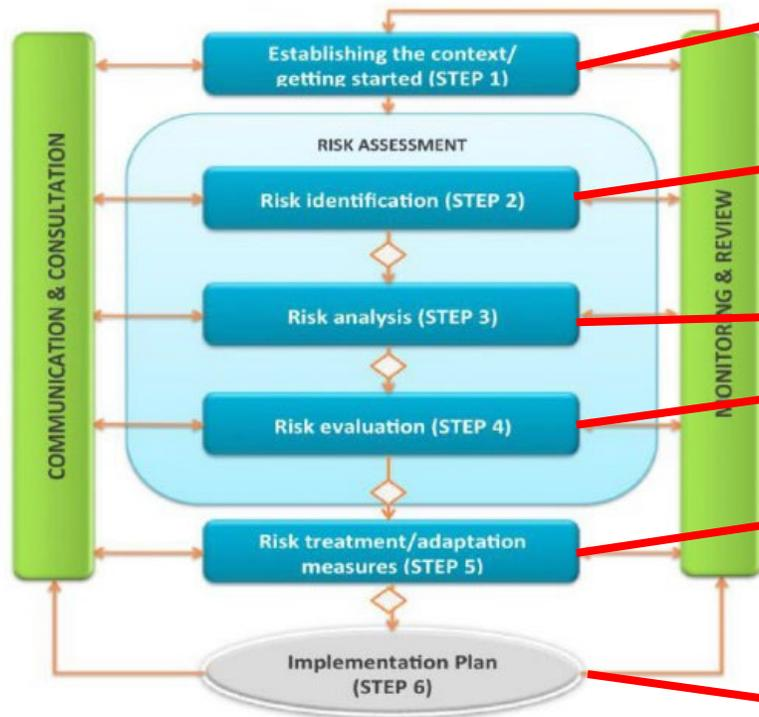 Establishing the context/
getting started (STEP 1)
RISK ASSESSMENT
Risk identification (STEP 2)
Risk analysis (STEP 3)
Risk evaluation (STEP 4)
Risk treatment/adaptation
measures (STEP 5)
Implementation Plan
(STEP 6)
COMMUNICATION & CONSULTATION
MONITORING & REVIEW